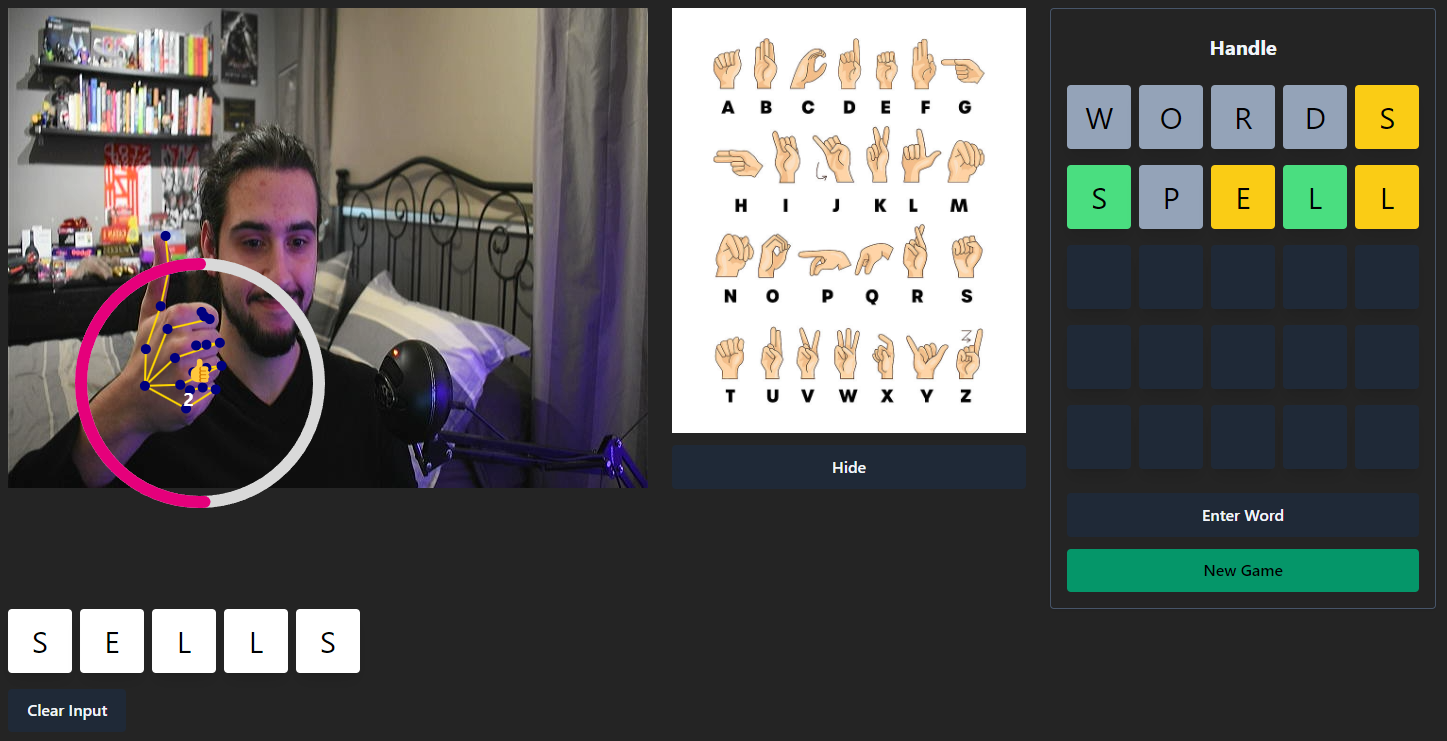 A B C D E F G
H I J K L M
N O P Q R S
T U V W X Y Z
Z
Hide
2
Handle
W O R D S
S P E L L
Enter Word
New Game
S E L L S
Clear Input